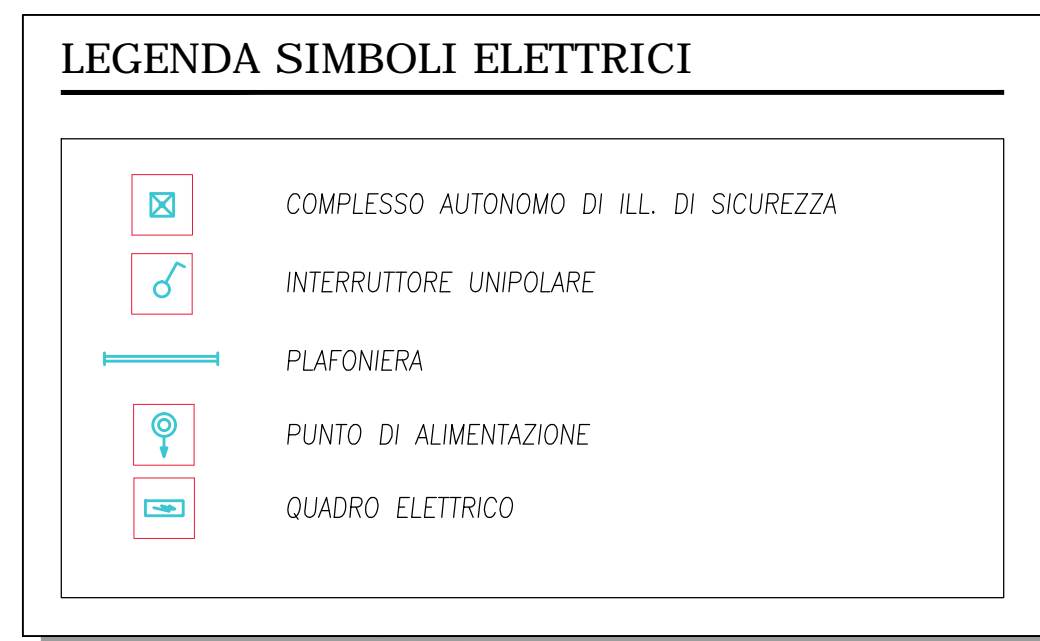 LEGENDA SIMBOLI ELETTRICI
COMPLESSO AUTONOMO DI ILL. DI SICUREZZA
INTERRUTTORE UNIPOLARE
PLAFONIERA
PUNTO DI ALIMENTAZIONE
QUADRO ELETTRICO